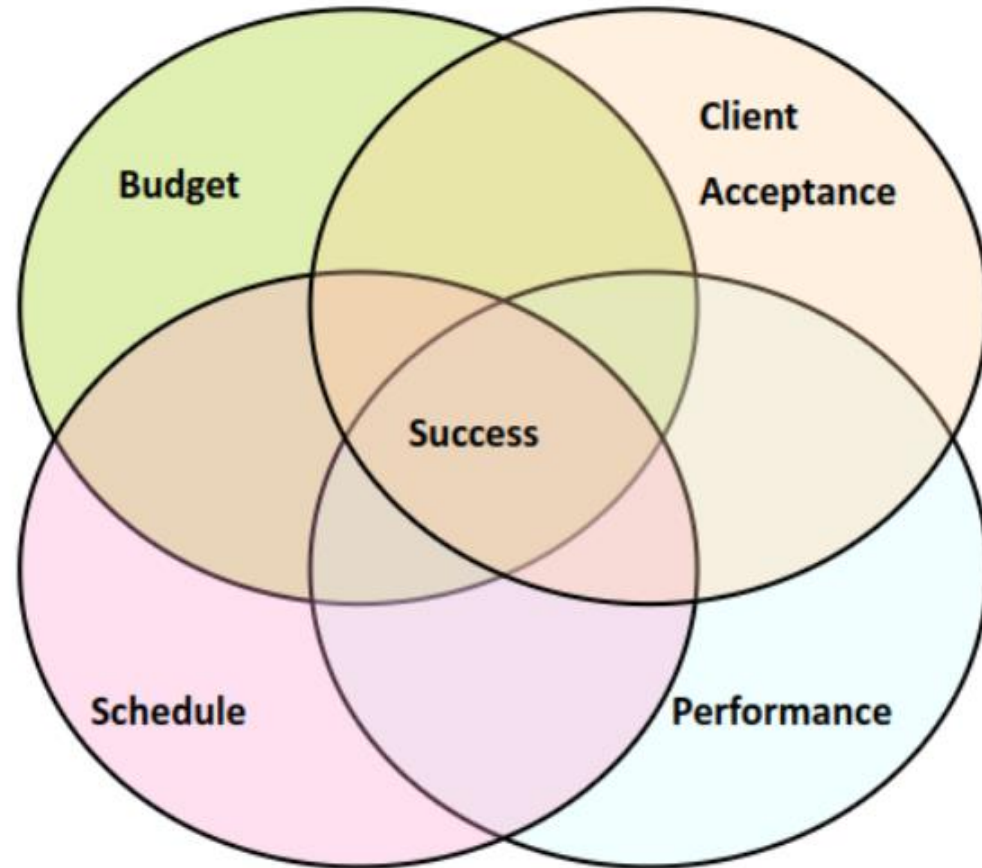 Client
Acceptance
Budget
Success
Schedule
Performance